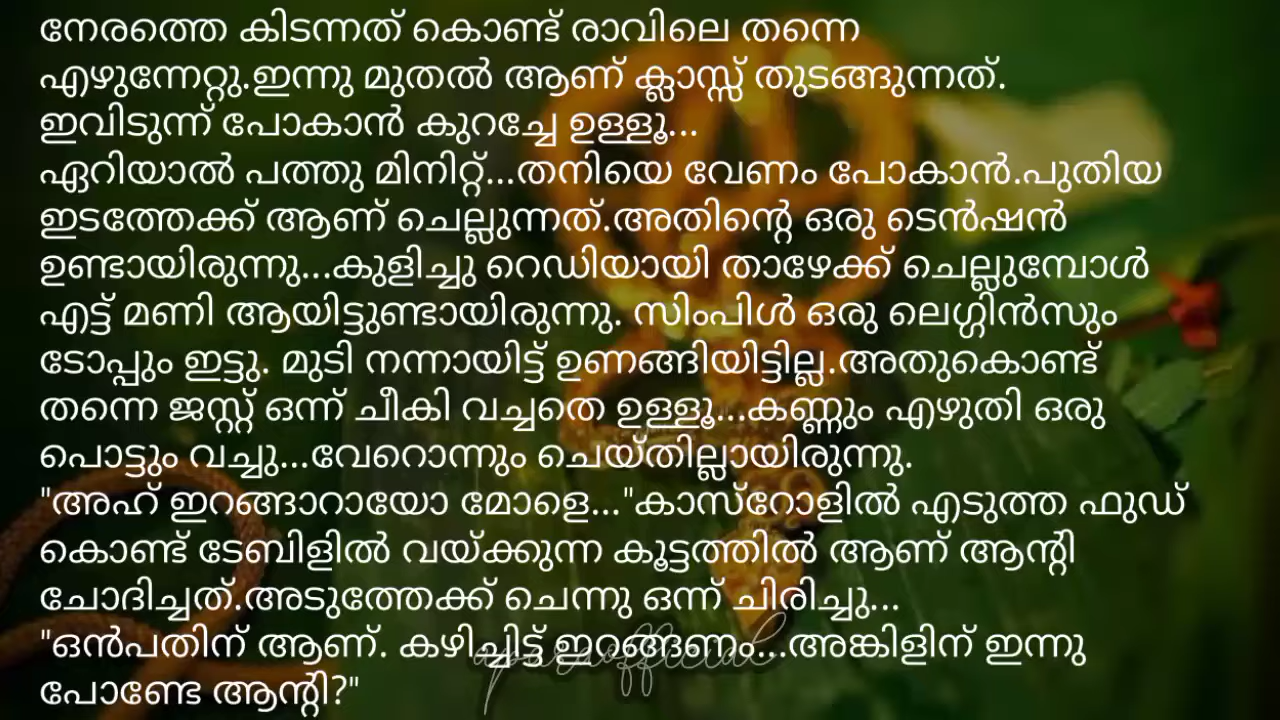 നേരത്തെ കിടന്നത് കൊണ്ട് രാവിലെ തന്നെ
എഴുന്നേറ്റു.ഇന്നു മുതൽ ആണ് ക്ലാസ്സ് തുടങ്ങുന്നത്.
ഇവിടുന്ന് പോകാൻ കുറച്ചേ ഉള്ളൂ...
ഏറിയാൽ പത്തു മിനിറ്റ്...തനിയെ വേണം പോകാൻ.പുതിയ
ഇടത്തേക്ക് ആണ് ചെല്ലുന്നത്.അതിന്റെ ഒരു ടെൻഷൻ
ഉണ്ടായിരുന്നു...കുളിച്ചു റെഡിയായി താഴേക്ക് ചെല്ലുമ്പോൾ
എട്ട് മണി ആയിട്ടുണ്ടായിരുന്നു. സിംപിൾ ഒരു ലെഗ്ഗിൻസും
ടോപ്പും ഇട്ടു. മുടി നന്നായിട്ട് ഉണങ്ങിയിട്ടില്ല.അതുകൊണ്ട്
തന്നെ ജസ്റ്റ് ഒന്ന് ചീകി വച്ചതെ ഉള്ളൂ...കണ്ണും എഴുതി ഒരു
പൊട്ടും വച്ചു...വേറൊന്നും ചെയ്തില്ലായിരുന്നു.
"അഹ് ഇറങ്ങാറായോ മോളെ..."കാസ്റോളിൽ എടുത്ത ഫുഡ്
കൊണ്ട് ടേബിളിൽ വയ്ക്കുന്ന കൂട്ടത്തിൽ ആണ് ആന്റി
ചോദിച്ചത്.അടുത്തേക്ക് ചെന്നു ഒന്ന് ചിരിച്ചു...
"ഒൻപതിന് ആണ്. കഴിച്ചിട്ട് ഇറങ്ങണം...അങ്കിളിന് ഇന്നു
പോണ്ടേ ആന്റി?"